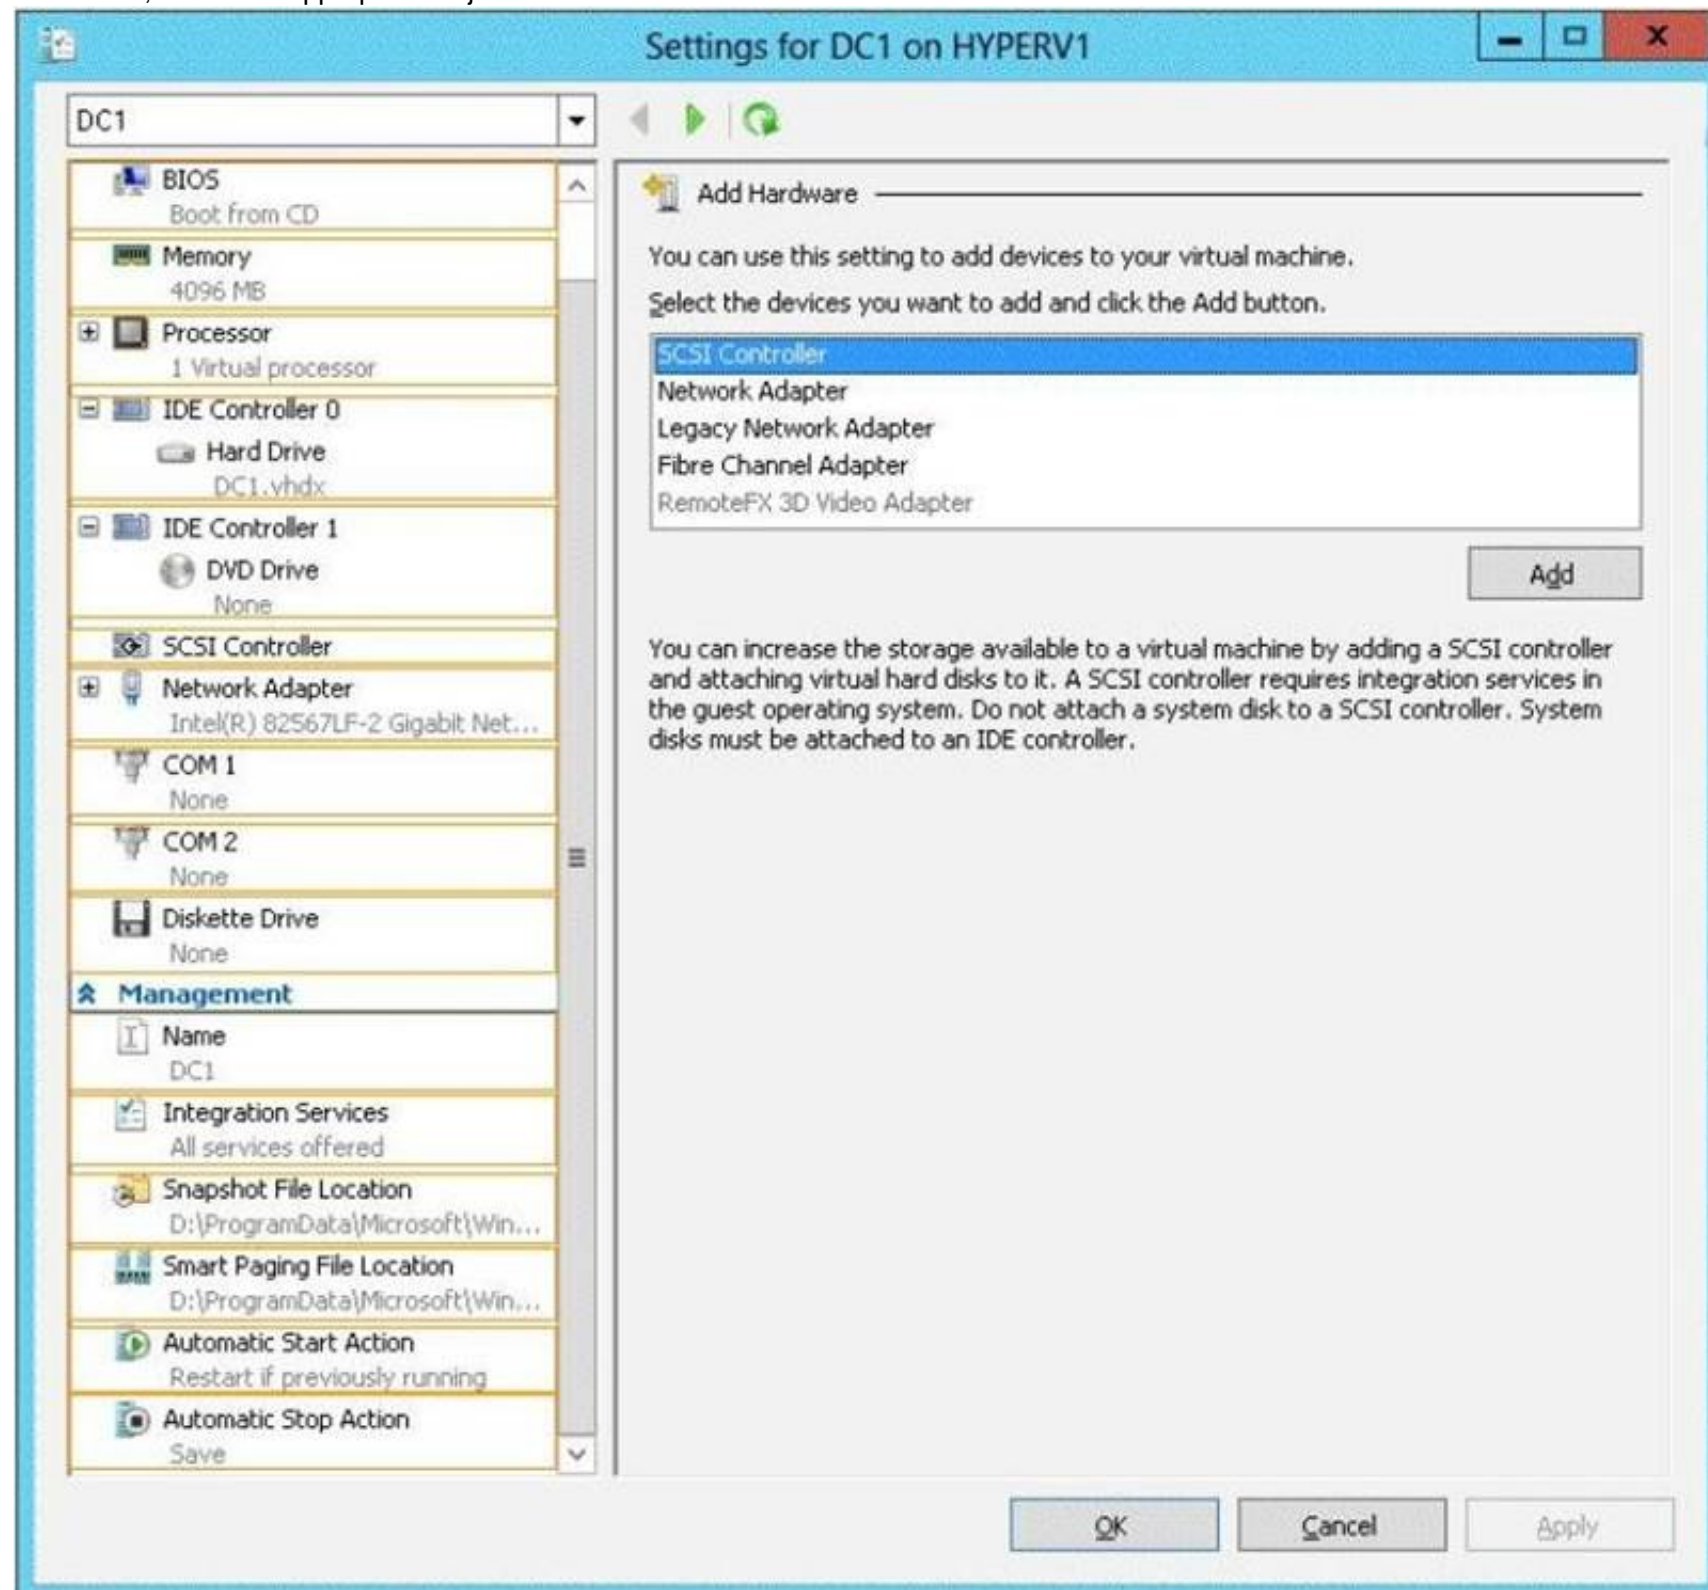 Settings for DC1 on HYPERV1
DC1
BIOS
Boot from CD
Memory
4096 MB
Processor
1 Virtual processor
IDE Controller 0
Hard Drive
DC1.vhdx
IDE Controller 1
DVD Drive
None
SCSI Controller
Network Adapter
Intel(R) 82567LF-2 Gigabit Net...
COM 1
None
COM 2
None
Diskette Drive
None
Management
Name
DC1
Integration Services
All services offered
Snapshot File Location
D:\ProgramData\Microsoft\Win...
Smart Paging File Location
D:\ProgramData\Microsoft\Win...
Automatic Start Action
Restart if previously running
Automatic Stop Action
Save
Add Hardware
You can use this setting to add devices to your virtual machine.
Select the devices you want to add and click the Add button.
SCSI Controller
Network Adapter
Legacy Network Adapter
Fibre Channel Adapter
RemoteFX 3D Video Adapter
Add
You can increase the storage available to a virtual machine by adding a SCSI controller
and attaching virtual hard disks to it. A SCSI controller requires integration services in
the guest operating system. Do not attach a system disk to a SCSI controller. System
disks must be attached to an IDE controller.
OK
Cancel
Apply